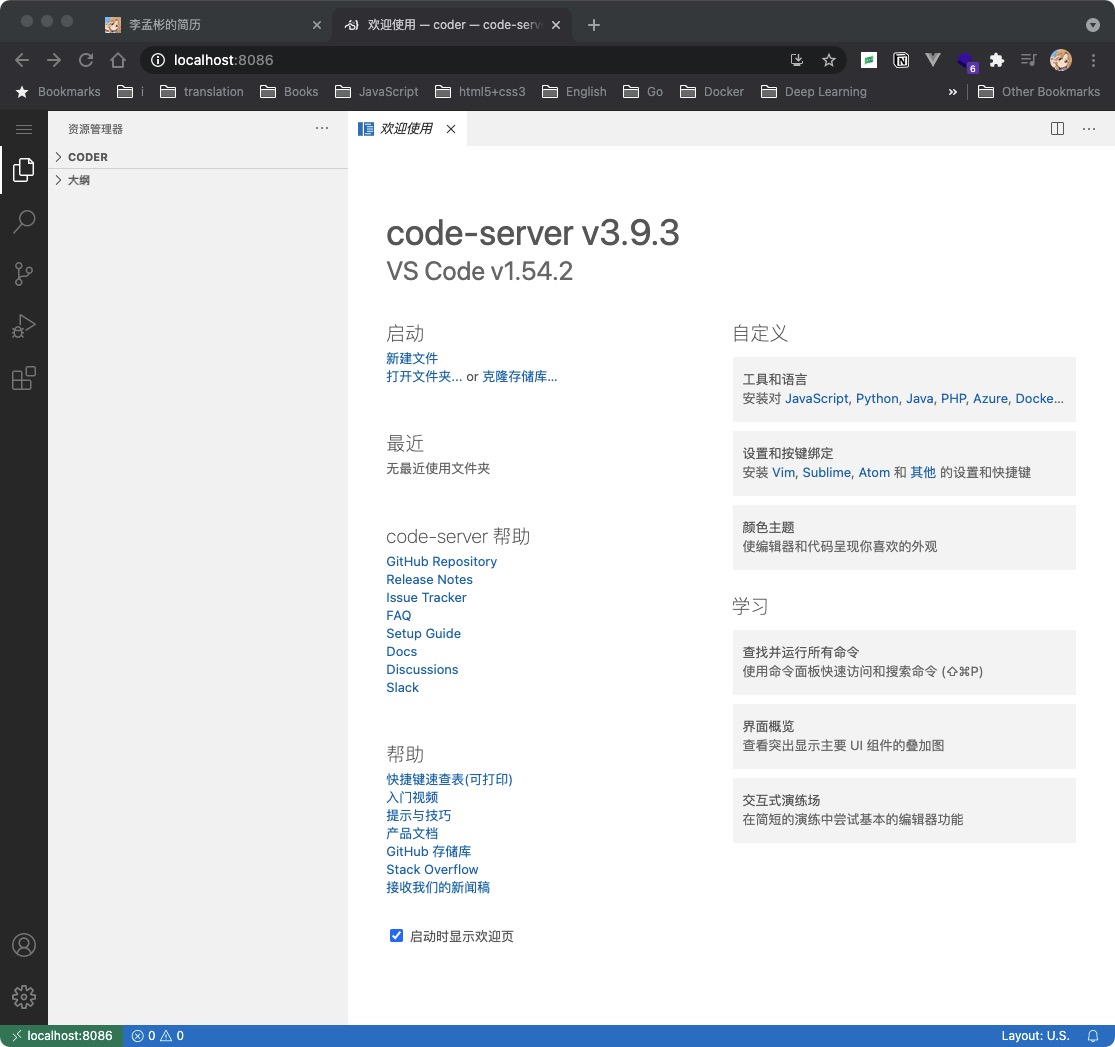 李孟彬的简历
欢迎使用 — coder — code-serv
localhost:8086
6
Bookmarks
i
translation
Books
JavaScript
html5+css3
English
Go
Docker
Deep Learning
»
Other Bookmarks
资源管理器
···
CODER
大纲
欢迎使用
···
code-server v3.9.3
VS Code v1.54.2
启动
新建文件
打开文件夹... or 克隆存储库...
最近
无最近使用文件夹
code-server 帮助
GitHub Repository
Release Notes
Issue Tracker
FAQ
Setup Guide
Docs
Discussions
Slack
帮助
快捷键速查表(可打印)
入门视频
提示与技巧
产品文档
GitHub 存储库
Stack Overflow
接收我们的新闻稿
启动时显示欢迎页
自定义
工具和语言
安装对 JavaScript, Python, Java, PHP, Azure, Docke...
设置和按键绑定
安装 Vim, Sublime, Atom 和 其他 的设置和快捷键
颜色主题
使编辑器和代码呈现你喜欢的外观
学习
查找并运行所有命令
使用命令面板快速访问和搜索命令 (⇧⌘P)
界面概览
查看突出显示主要 UI 组件的叠加图
交互式演练场
在简短的演练中尝试基本的编辑器功能
localhost:8086
0
0
Layout: U.S.